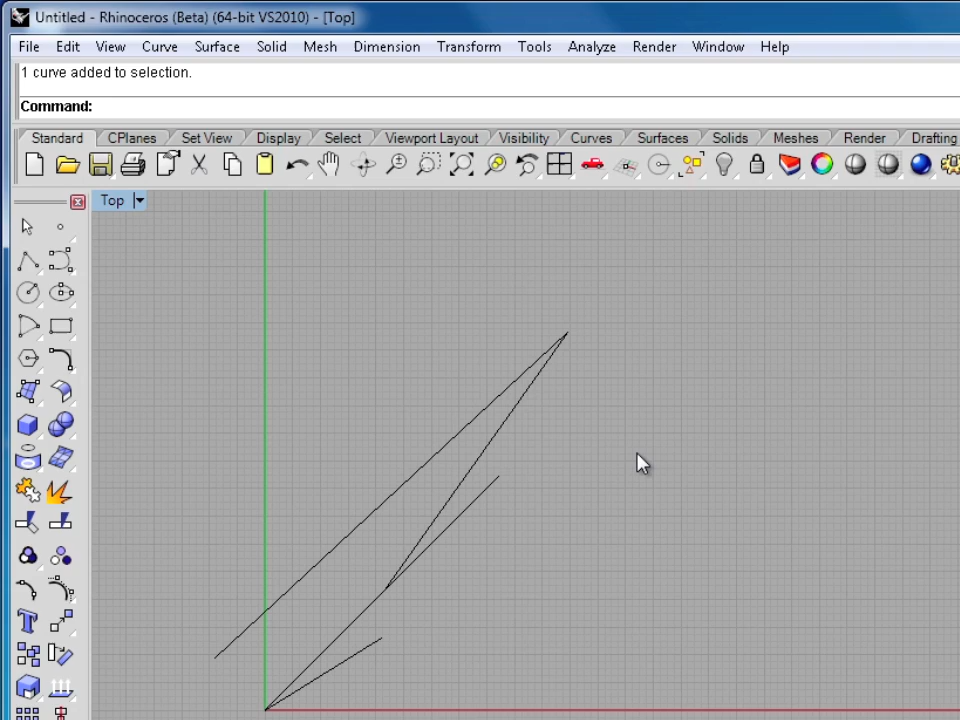 Untitled - Rhinoceros (Beta) (64-bit VS2010) - [Top]
File Edit View Curve Surface Solid Mesh Dimension Transform Tools Analyze Render Window Help
1 curve added to selection.
Command:
Standard CPlanes Set View Display Select Viewport Layout Visibility Curves Surfaces Solids Meshes Render Drafting
Top